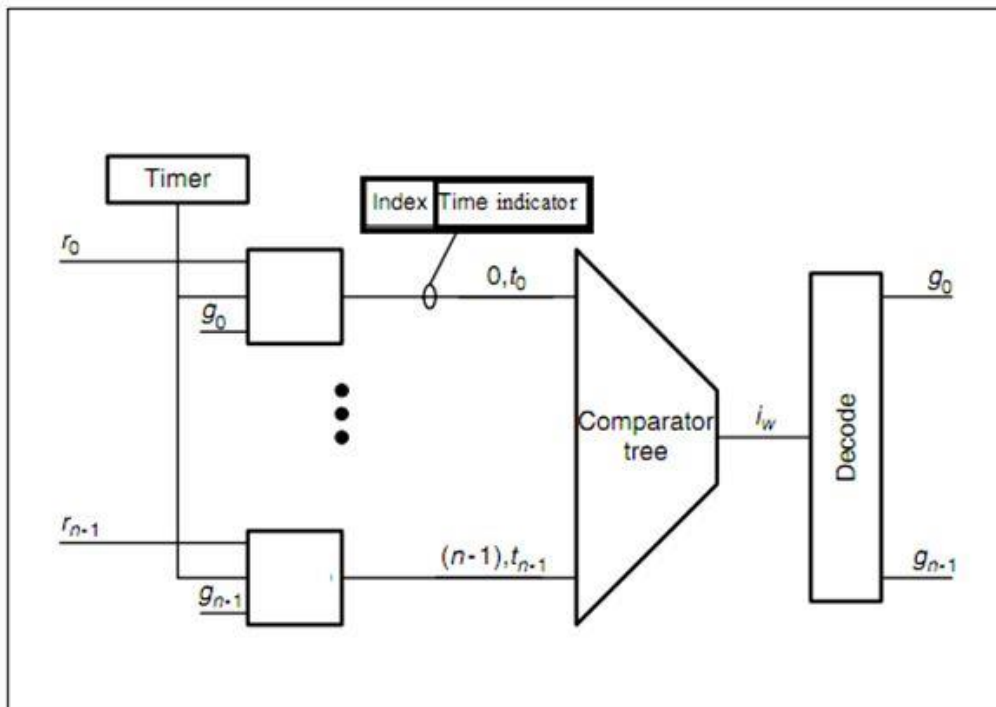 Timer
Index Time indicator
r0
0,t0
g0
g0
Comparator
tree
iw
Decode
rn-1
(n-1),tn-1
gn-1
gn-1